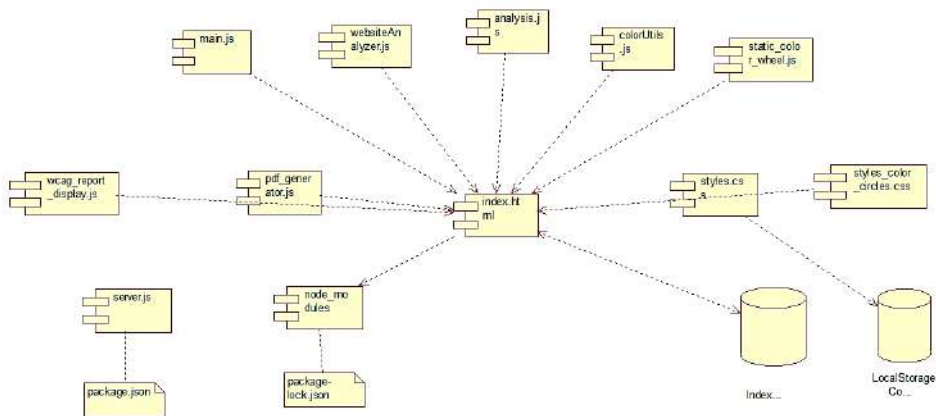 main.js
websiteAn
alyzer.js
analysis.j
s
colorUtils
.js
static_colo
r_wheel.js
wcag_report
_display.js
pdf_gener
ator.js
index.ht
ml
styles.cs
s
styles_color
_circles.css
server.js
node_mo
dules
package.json
package-
lock.json
Index...
LocalStorage
Co...